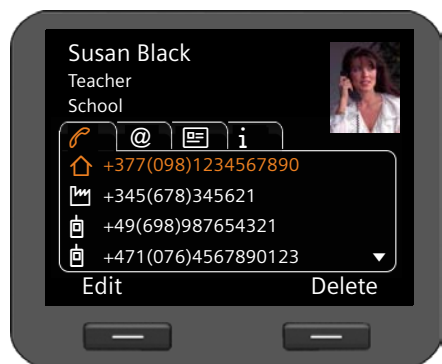 Susan Black
Teacher
School
@ i
+377(098)1234567890
+345(678)345621
+49(698)987654321
+471(076)4567890123
Edit Delete